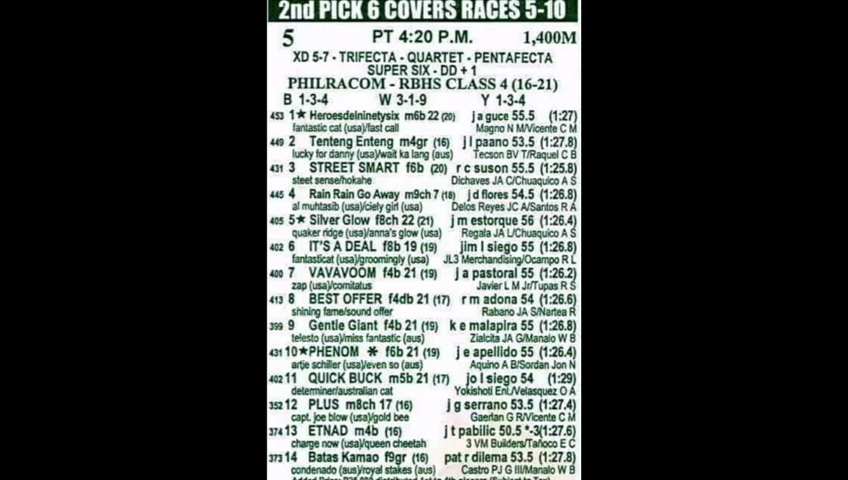 2nd PICK 6 COVERS RACES 5-10
5 PT 4:20 P.M. 1,400M
XD 5-7 - TRIFECTA - QUARTET - PENTAFECTA
SUPER SIX - DD + 1
PHILRACOM - RBHS CLASS 4 (16-21)
B 1-3-4 W 3-1-9 Y 1-3-4
453 1★ Heroesdelninetysix m6b 22 (20) j a guce 55.5 (1:27)
fantastic cat (usa)/fast call Magno N M/Vicente C M
449 2 Tenteng Enteng m4gr (16) j l paano 53.5 (1:27.8)
lucky for danny (usa)/wait ka lang (aus) Tecson BV T/Raquel C B
431 3 STREET SMART f6b (20) r c suson 55.5 (1:25.8)
steet sense/hokahe Dichaves JA C/Chuaquico A S
445 4 Rain Rain Go Away m9ch 7 (18) j d flores 54.5 (1:26.8)
al muhtasib (usa)/ciely girl (usa) Delos Reyes JC A/Santos R A
405 5★ Silver Glow f8ch 22 (21) j m estorque 56 (1:26.4)
quaker ridge (usa)/anna's glow (usa) Regala JA L/Chuaquico A S
402 6 IT'S A DEAL f8b 19 (19) jim l siego 55 (1:26.8)
fantasticat (usa)/groomingly (usa) JL3 Merchandising/Ocampo R L
400 7 VAVAVOOM f4b 21 (19) j a pastoral 55 (1:26.2)
zap (usa)/comitatus Javier L M Jr/Tupas R S
413 8 BEST OFFER f4db 21 (17) r m adona 54 (1:26.6)
shining fame/sound offer Rabano JA S/Nartea R
399 9 Gentle Giant f4b 21 (19) k e malapira 55 (1:26.8)
telesto (usa)/miss fantastic (aus) Zialcita JA G/Manalo W B
431 10★PHENOM * f6b 21 (19) j e apellido 55 (1:26.4)
artie schiller (usa)/even so (aus) Aquino A B/Sordan Jon N
402 11 QUICK BUCK m5b 21 (17) jo l siego 54 (1:29)
determiner/australian cat Yokishoti EnL/Velasquez O A
352 12 PLUS m8ch 17 (16) j g serrano 53.5 (1:27.4)
capt. joe blow (usa)/gold bee Gaerlan G R/Vicente C M
374 13 ETNAD m4b (16) j t pabilic 50.5 *-3(1:27.6)
charge now (usa)/queen cheetah 3 VM Builders/Tañoco E C
373 14 Batas Kamao f9gr (16) pat r dilema 53.5 (1:27.8)
condenado (aus)/royal stakes (aus) Castro PJ G III/Manalo W B